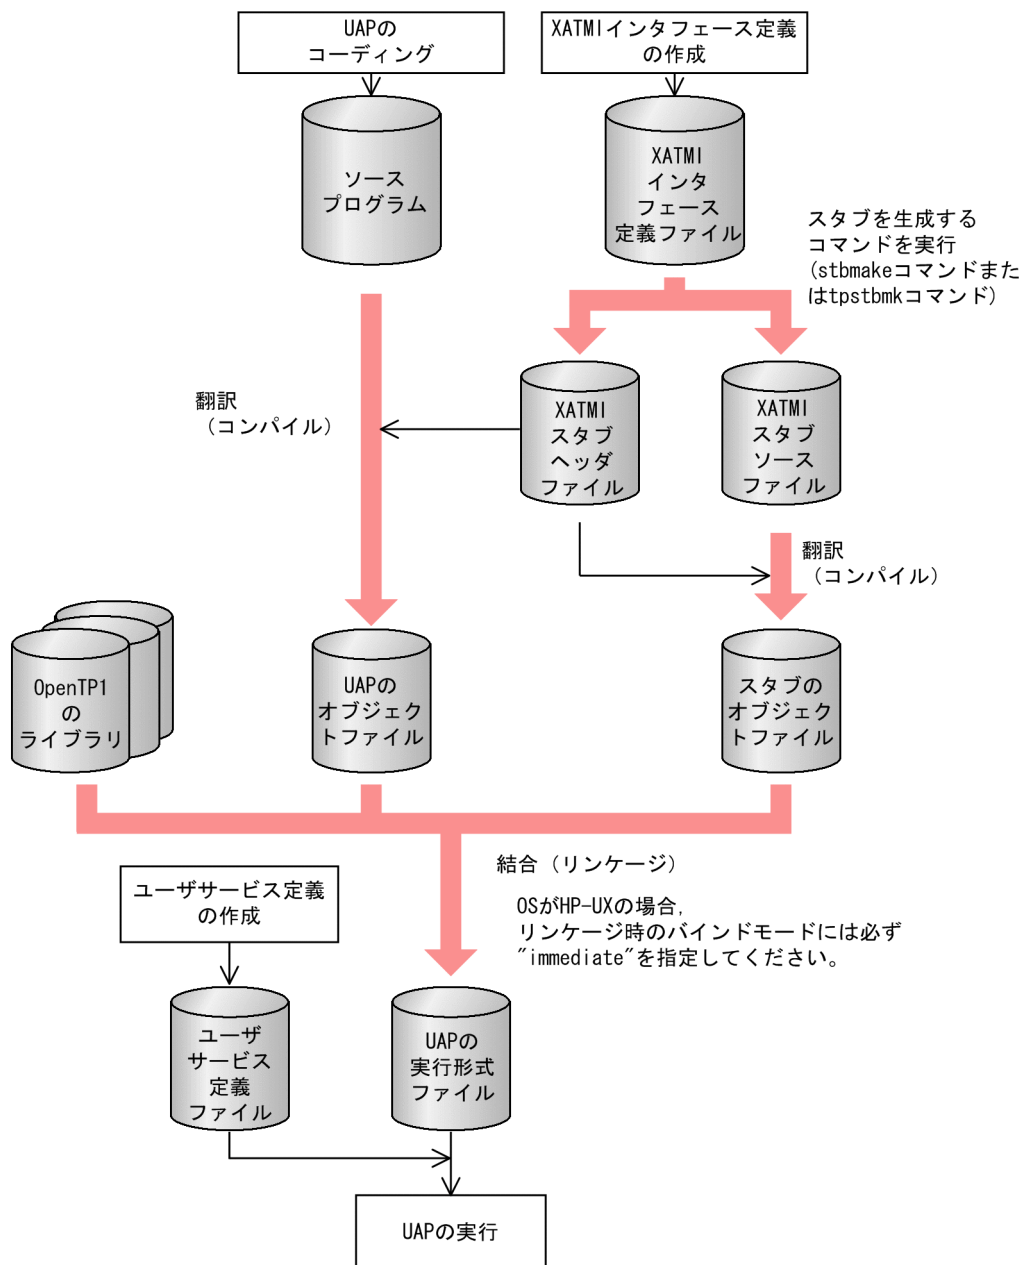 UAPの
コーディング
XATMIインタフェース定義
の作成
ソース
プログラム
XATMI
インタ
フェース
定義ファイル
スタブを生成する
コマンドを実行
(stbmakeコマンドまた
はtpstbmkコマンド)
翻訳
（コンパイル）
XATMI
スタブ
ヘッダ
ファイル
XATMI
スタブ
ソース
ファイル
翻訳
（コンパイル）
OpenTP1
の
ライブラリ
UAPの
オブジェク
トファイル
スタブの
オブジェク
トファイル
結合（リンケージ）
OSがHP-UXの場合,
リンケージ時のバインドモードには必ず
"immediate"を指定してください。
ユーザサービス定義
の作成
ユーザ
サービス
定義
ファイル
UAPの
実行形式
ファイル
UAPの実行